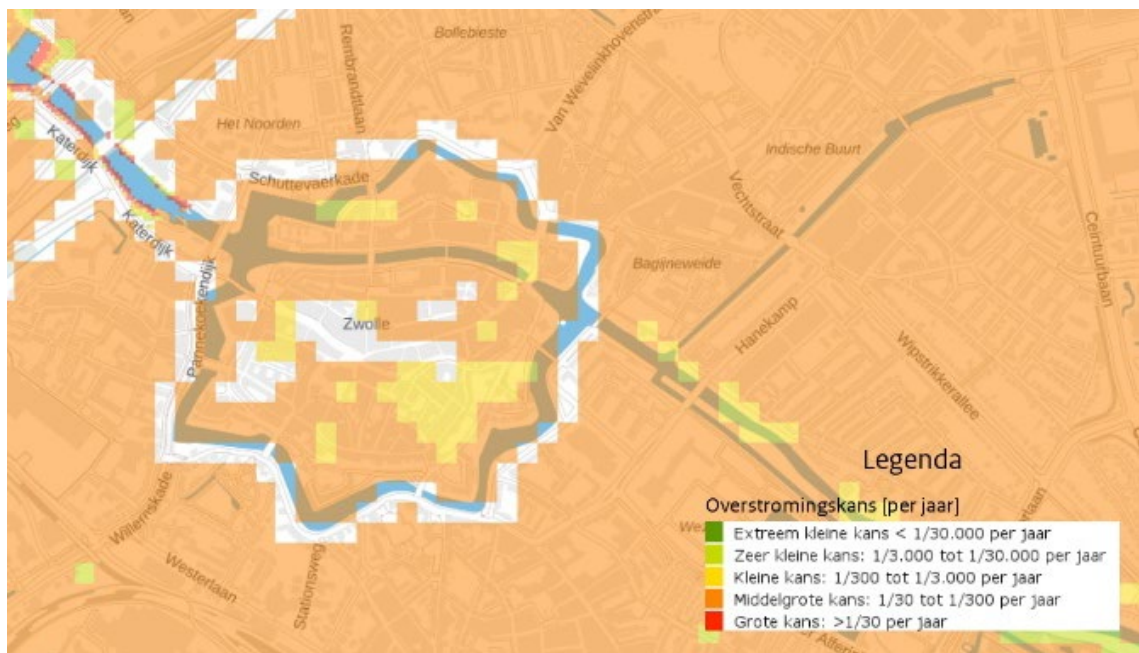 Bollebieste
Rembrandtlaan
Van Wevelinkhovenstra
Het Noorden
Katerdijk
Indische Buurt
Schuttevaerkade
Vechtstraat
Katerdijk
Ceintuurbaan
Bagijneweide
Pannekoekendijk
Zwolle
Hanekamp
Wipstrikkerallee
Legenda
Willemskade
Overstromingskans [per jaar]
Extreem kleine kans < 1/30.000 per jaar
Zeer kleine kans: 1/3.000 tot 1/30.000 per jaar
Kleine kans: 1/300 tot 1/3.000 per jaar
Middelgrote kans: 1/30 tot 1/300 per jaar
Grote kans: >1/30 per jaar
Westerlaan
Stationsweg